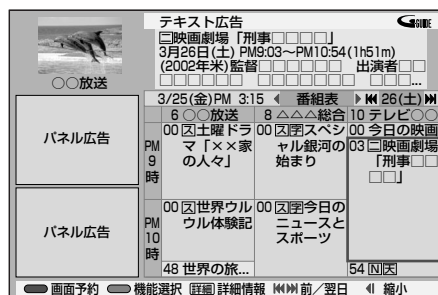 テキスト広告
G GUIDE
㊁映画劇場「刑事□□□□」
3月26日(土) PM9:03～PM10:54(1h51m)
(2002年米)監督□□□□□□ 出演者□□
□□□□□ □□□□□□□ □□□...
○○放送
パネル広告
パネル広告
3/25(金)PM 3:15 ◀ 番組表 ▶ ⏮ 26(土) ⏭
6 ○○放送 8 △△△総合 10 テレビ○○
PM 9 時
00 🈂土曜ドラ
マ「××家
の人々」
00 🈂字スペシ
ャル銀河の
始まり
00 今日の映画
03 二映画劇場
「刑事□□
□□」
PM 10 時
00 ス世界ウル
ウル体験記
48 世界の旅...
00 ス字今日の
ニュースと
スポーツ
54 N天
画面予約 機能選択 詳細 詳細情報 ⏮⏭ 前／翌日 縮小